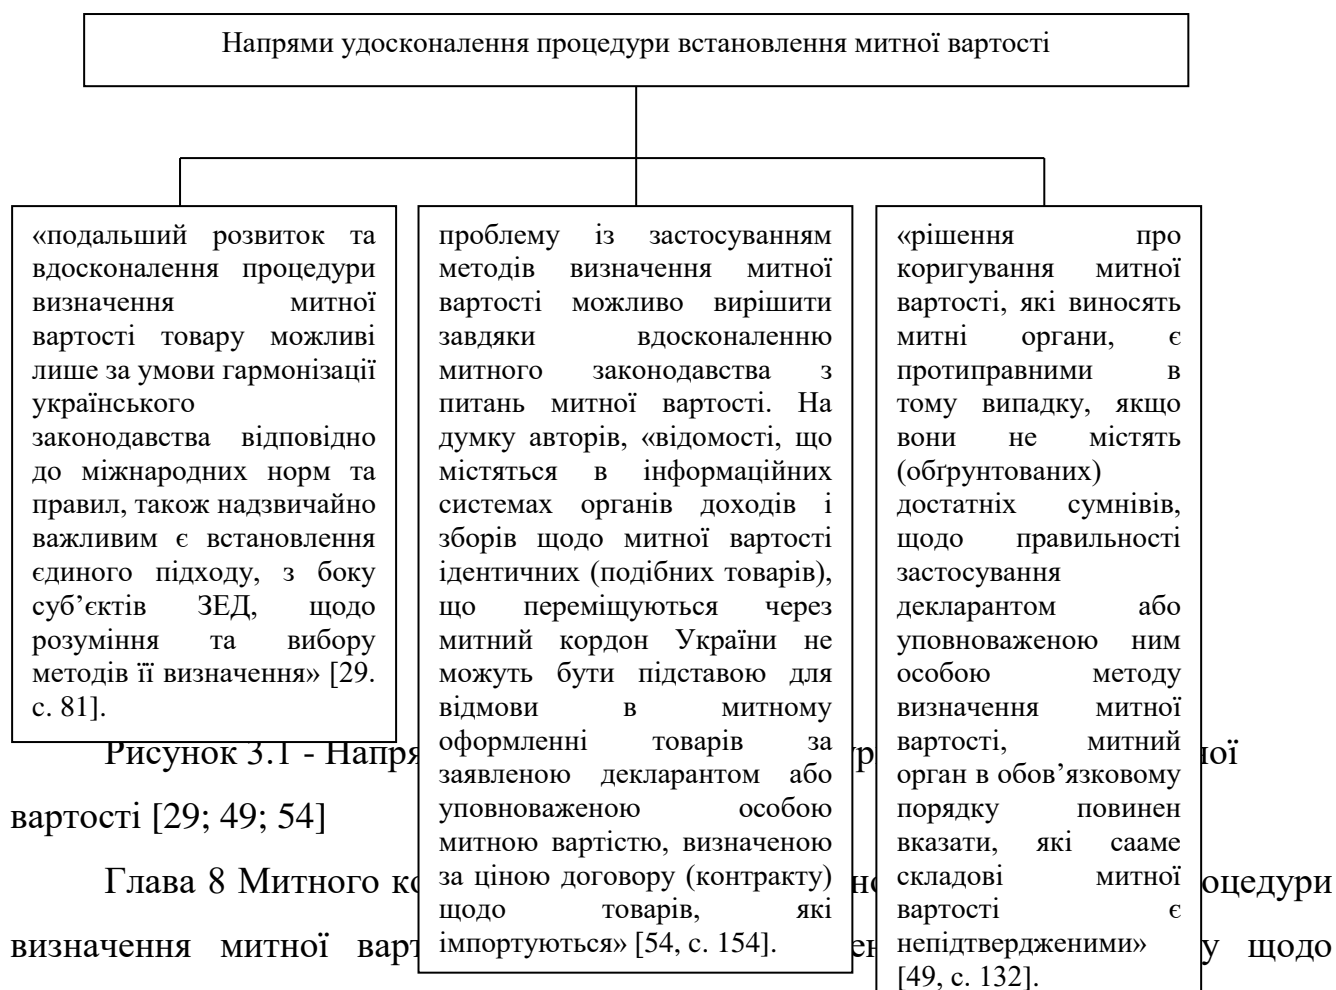 Напрями удосконалення процедури встановлення митної вартості
«подальший розвиток та
вдосконалення процедури
визначення митної
вартості товару можливі
лише за умови гармонізації
українського
законодавства відповідно
до міжнародних норм та
правил, також надзвичайно
важливим є встановлення
єдиного підходу, з боку
суб’єктів ЗЕД, щодо
розуміння та вибору
методів її визначення» [29.
с. 81].
проблему із застосуванням
методів визначення митної
вартості можливо вирішити
завдяки вдосконаленню
митного законодавства з
питань митної вартості. На
думку авторів, «відомості, що
містяться в інформаційних
системах органів доходів і
зборів щодо митної вартості
ідентичних (подібних товарів),
що переміщуються через
митний кордон України не
можуть бути підставою для
відмови в митному
оформленні товарів за
заявленою декларантом або
уповноваженою особою
митною вартістю, визначеною
за ціною договору (контракту)
щодо товарів, які
імпортуються» [54, с. 154].
«рішення про
коригування митної
вартості, які виносять
митні органи, є
протиправними в
тому випадку, якщо
вони не містять
(обґрунтованих)
достатніх сумнівів,
щодо правильності
застосування
декларантом або
уповноваженою ним
особою методу
визначення митної
вартості, митний
орган в обов’язковому
порядку повинен
вказати, які сааме
складові митної
вартості є
непідтвердженими»
[49, с. 132].
Рисунок 3.1 -
вартості [29; 49; 54]
Глава 8 Митного
визначення митної щодо